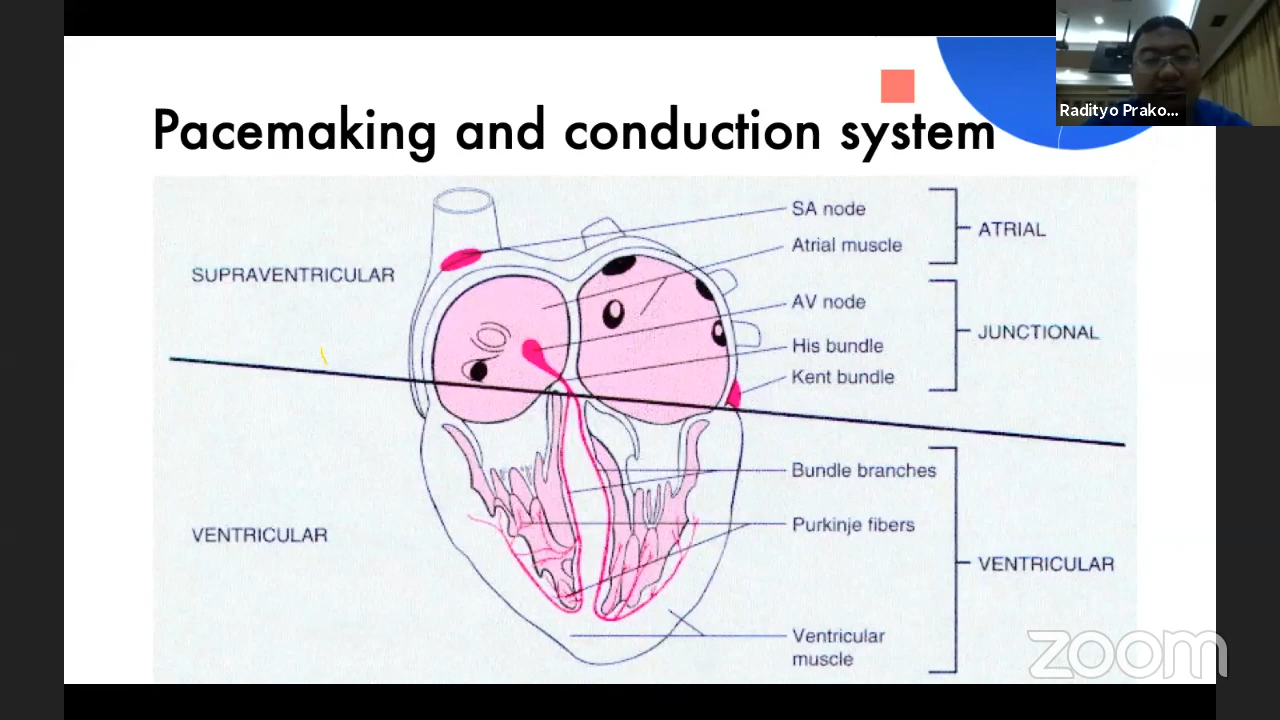 Radityo Prako...
Pacemaking and conduction system
SA node
ATRIAL
Atrial muscle
SUPRAVENTRICULAR
AV node
JUNCTIONAL
His bundle
Kent bundle
Bundle branches
Purkinje fibers
VENTRICULAR
VENTRICULAR
Ventricular
muscle
zoom